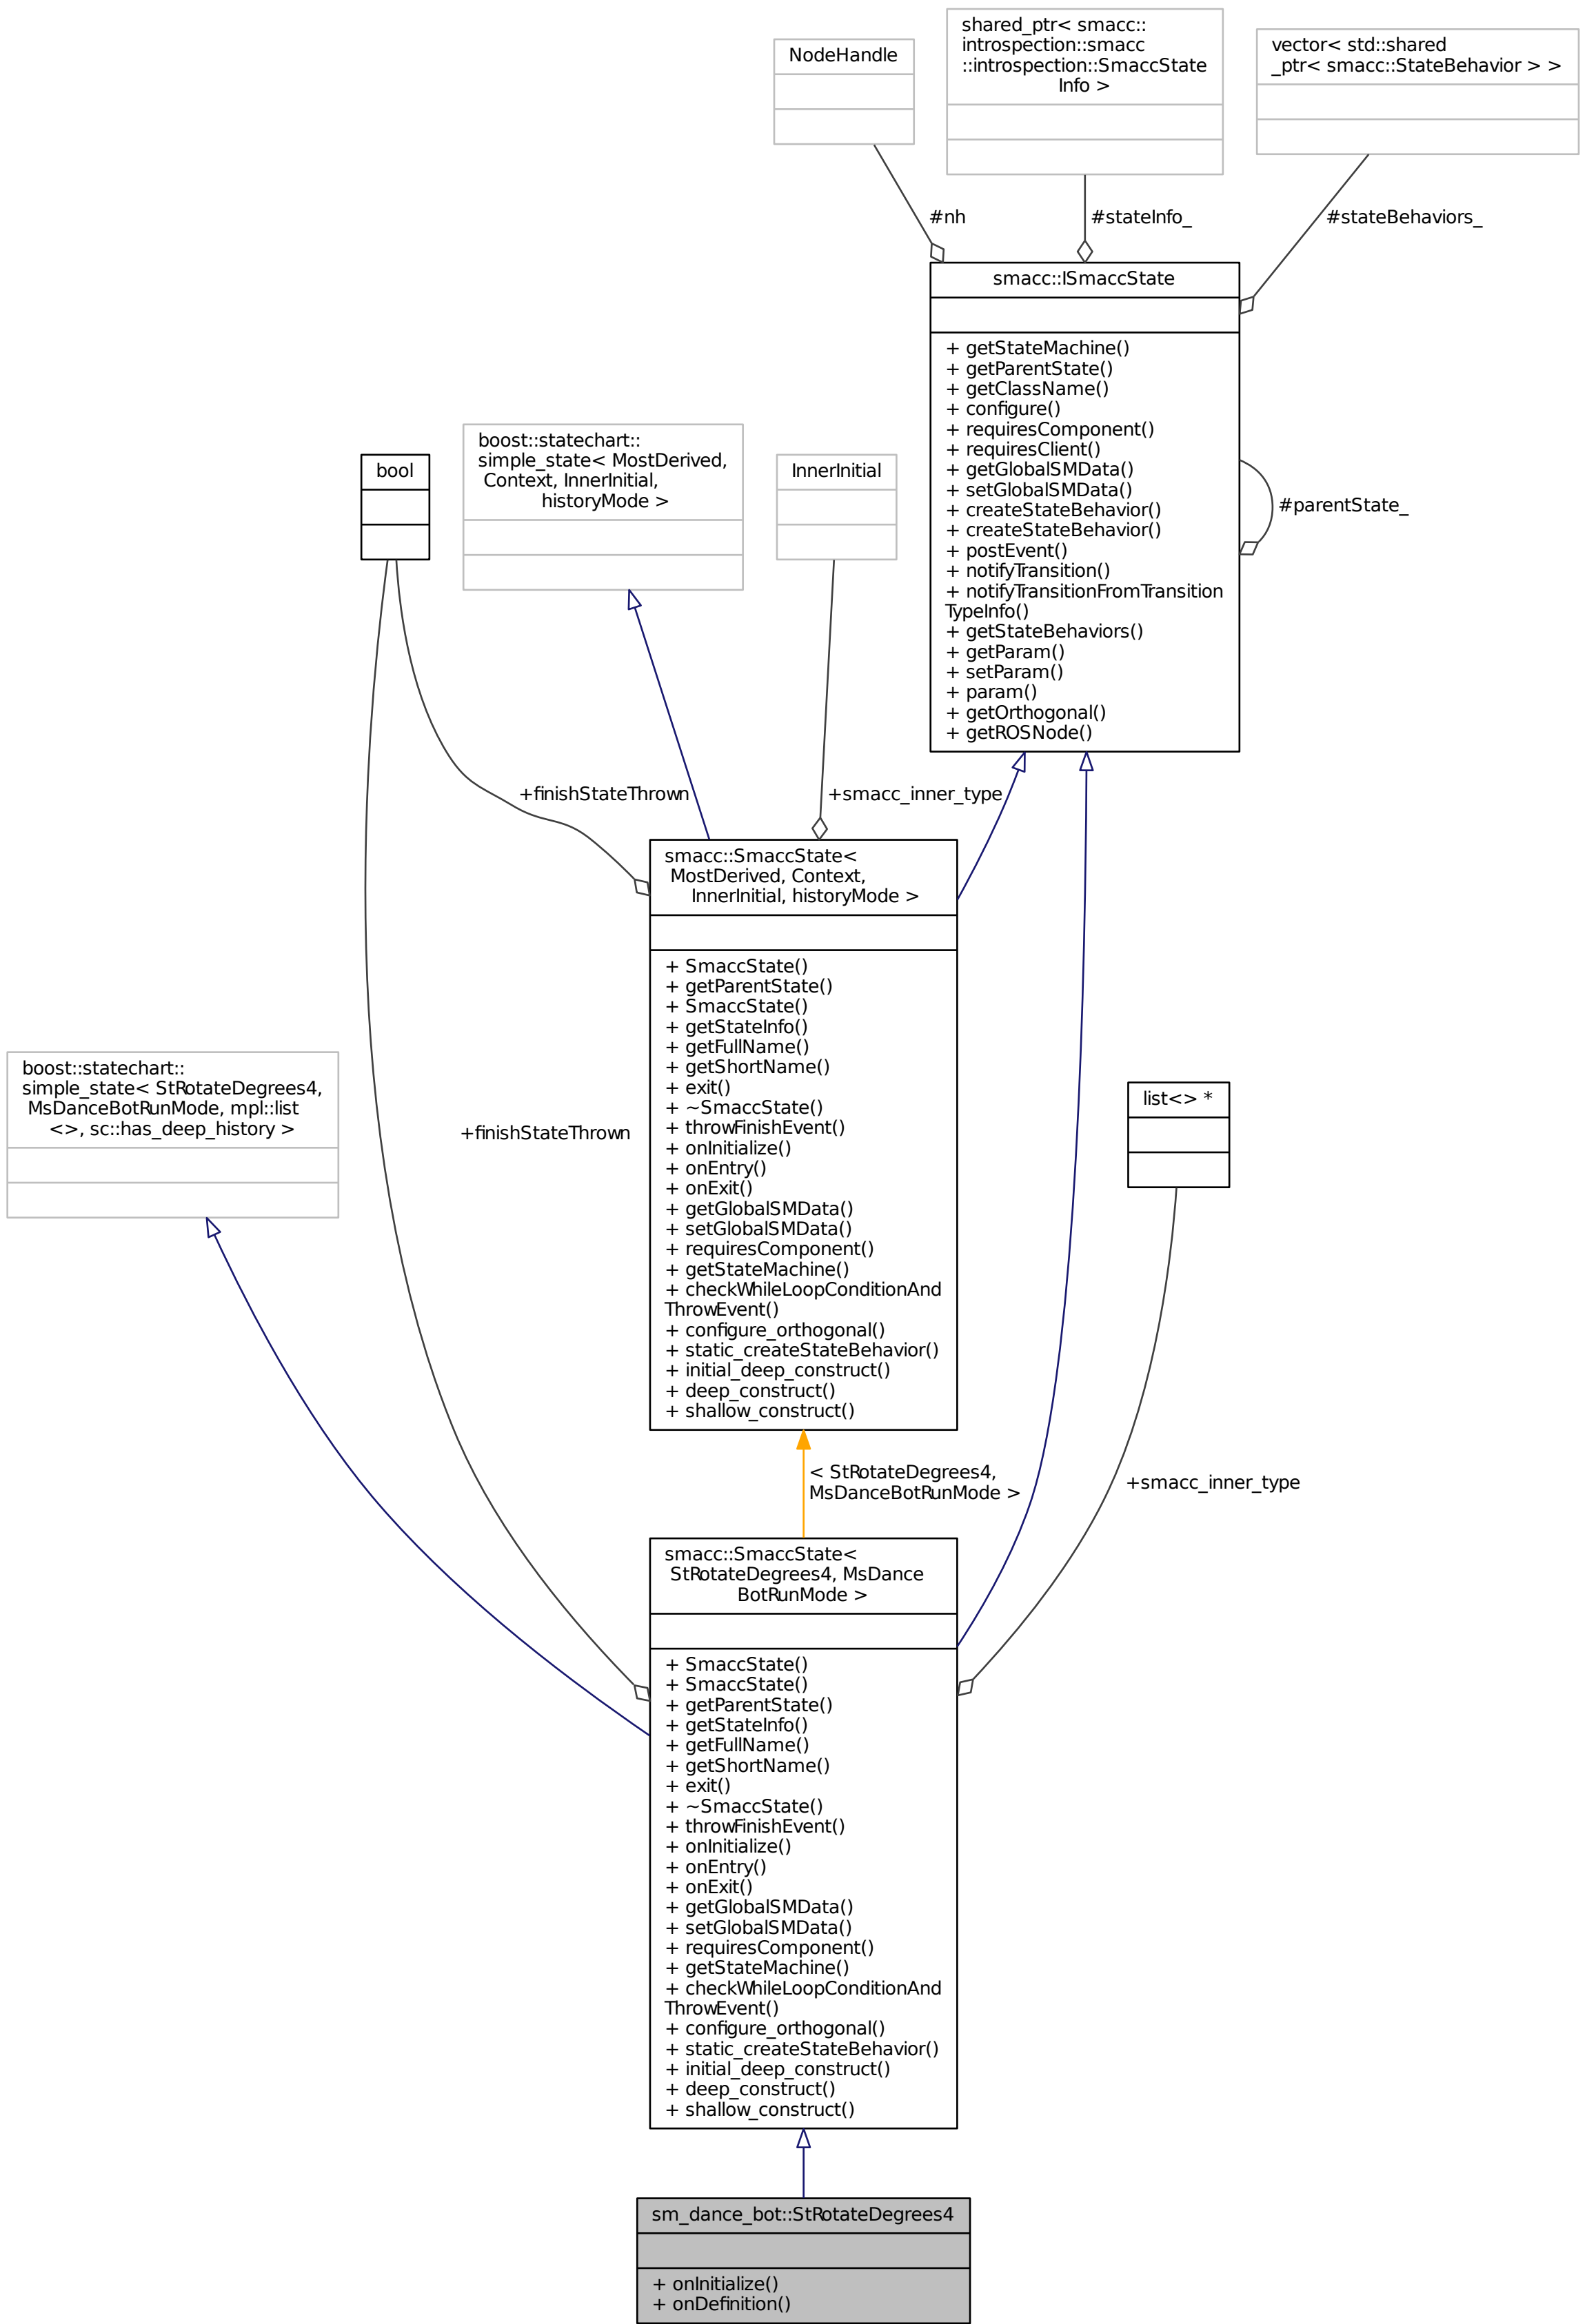 NodeHandle
shared_ptr< smacc::
introspection::smacc
::introspection::SmaccState
Info >
vector< std::shared
_ptr< smacc::StateBehavior > >
#nh
#stateInfo_
#stateBehaviors_
smacc::ISmaccState
+ getStateMachine()
+ getParentState()
+ getClassName()
+ configure()
+ requiresComponent()
+ requiresClient()
+ getGlobalSMData()
+ setGlobalSMData()
+ createStateBehavior()
+ createStateBehavior()
+ postEvent()
+ notifyTransition()
+ notifyTransitionFromTransition
TypeInfo()
+ getStateBehaviors()
+ getParam()
+ setParam()
+ param()
+ getOrthogonal()
+ getROSNode()
#parentState_
bool
boost::statechart::
simple_state< MostDerived,
Context, InnerInitial,
historyMode >
InnerInitial
+finishStateThrown
+smacc_inner_type
smacc::SmaccState<
MostDerived, Context,
InnerInitial, historyMode >
+ SmaccState()
+ getParentState()
+ SmaccState()
+ getStateInfo()
+ getFullName()
+ getShortName()
+ exit()
+ ~SmaccState()
+ throwFinishEvent()
+ onInitialize()
+ onEntry()
+ onExit()
+ getGlobalSMData()
+ setGlobalSMData()
+ requiresComponent()
+ getStateMachine()
+ checkWhileLoopConditionAnd
ThrowEvent()
+ configure_orthogonal()
+ static_createStateBehavior()
+ initial_deep_construct()
+ deep_construct()
+ shallow_construct()
boost::statechart::
simple_state< StRotateDegrees4,
MsDanceBotRunMode, mpl::list
<>, sc::has_deep_history >
+finishStateThrown
list<> *
< StRotateDegrees4,
MsDanceBotRunMode >
+smacc_inner_type
smacc::SmaccState<
StRotateDegrees4, MsDance
BotRunMode >
+ SmaccState()
+ SmaccState()
+ getParentState()
+ getStateInfo()
+ getFullName()
+ getShortName()
+ exit()
+ ~SmaccState()
+ throwFinishEvent()
+ onInitialize()
+ onEntry()
+ onExit()
+ getGlobalSMData()
+ setGlobalSMData()
+ requiresComponent()
+ getStateMachine()
+ checkWhileLoopConditionAnd
ThrowEvent()
+ configure_orthogonal()
+ static_createStateBehavior()
+ initial_deep_construct()
+ deep_construct()
+ shallow_construct()
sm_dance_bot::StRotateDegrees4
+ onInitialize()
+ onDefinition()